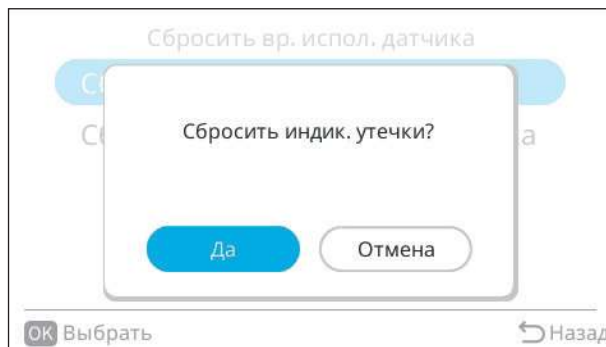 Сбросить вр. испол. датчика
Сбросить индик. утечки?
Да
Отмена
OK Выбрать
Назад